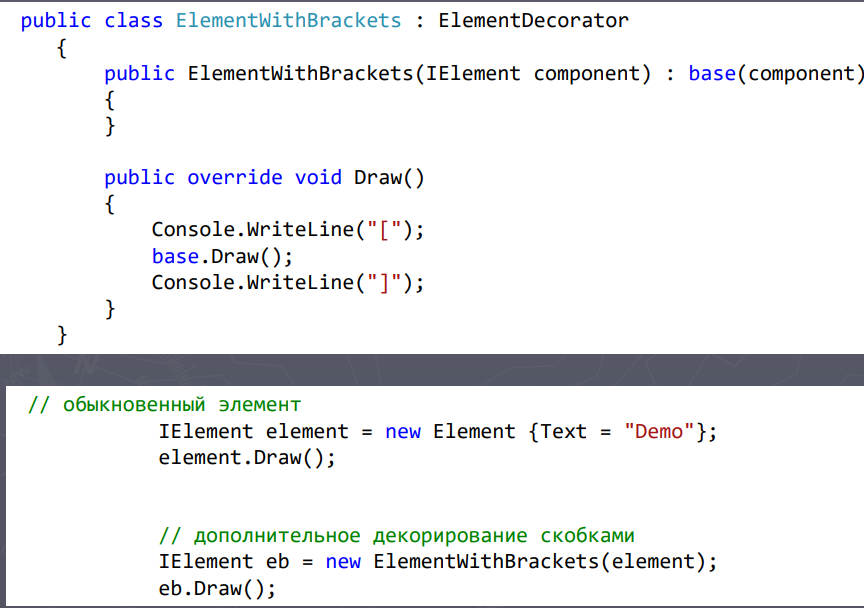 public class ElementWithBrackets : ElementDecorator
{
public ElementWithBrackets(IElement component) : base(component)
{
}
public override void Draw()
{
Console.WriteLine("[");
base.Draw();
Console.WriteLine("]");
}
}
// обыкновенный элемент
IElement element = new Element {Text = "Demo"};
element.Draw();
// дополнительное декорирование скобками
IElement eb = new ElementWithBrackets(element);
eb.Draw();